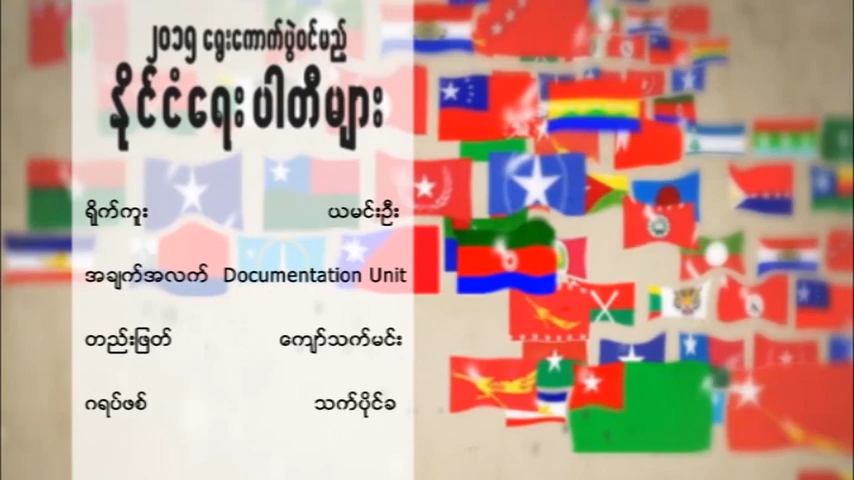 ၂၀၁၅ ရွေးကောက်ပွဲဝင်မည့်
နိုင်ငံရေး ပါတီများ
ရိုက်ကူး ယမင်းဦး
အချက်အလက် Documentation Unit
တည်းဖြတ် ကျော်သက်မင်း
ဂရပ်ဖစ် သက်ပိုင်ခ